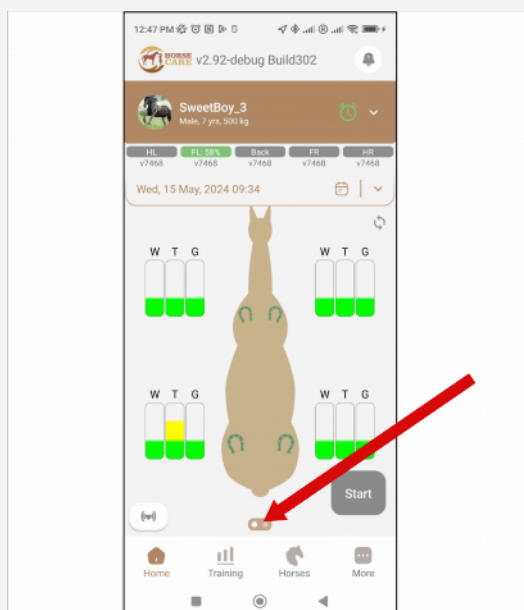 12:47 PM
HORSE
CARE
v2.92-debug Build302
SweetBoy_3
Male, 7 yrs, 500 kg
HL FL: 58% Back FR HR
v7468 v7468 v7468 v7468 v7468
Wed, 15 May, 2024 09:34
W T G W T G
W T G W T G
Start
Home Training Horses More